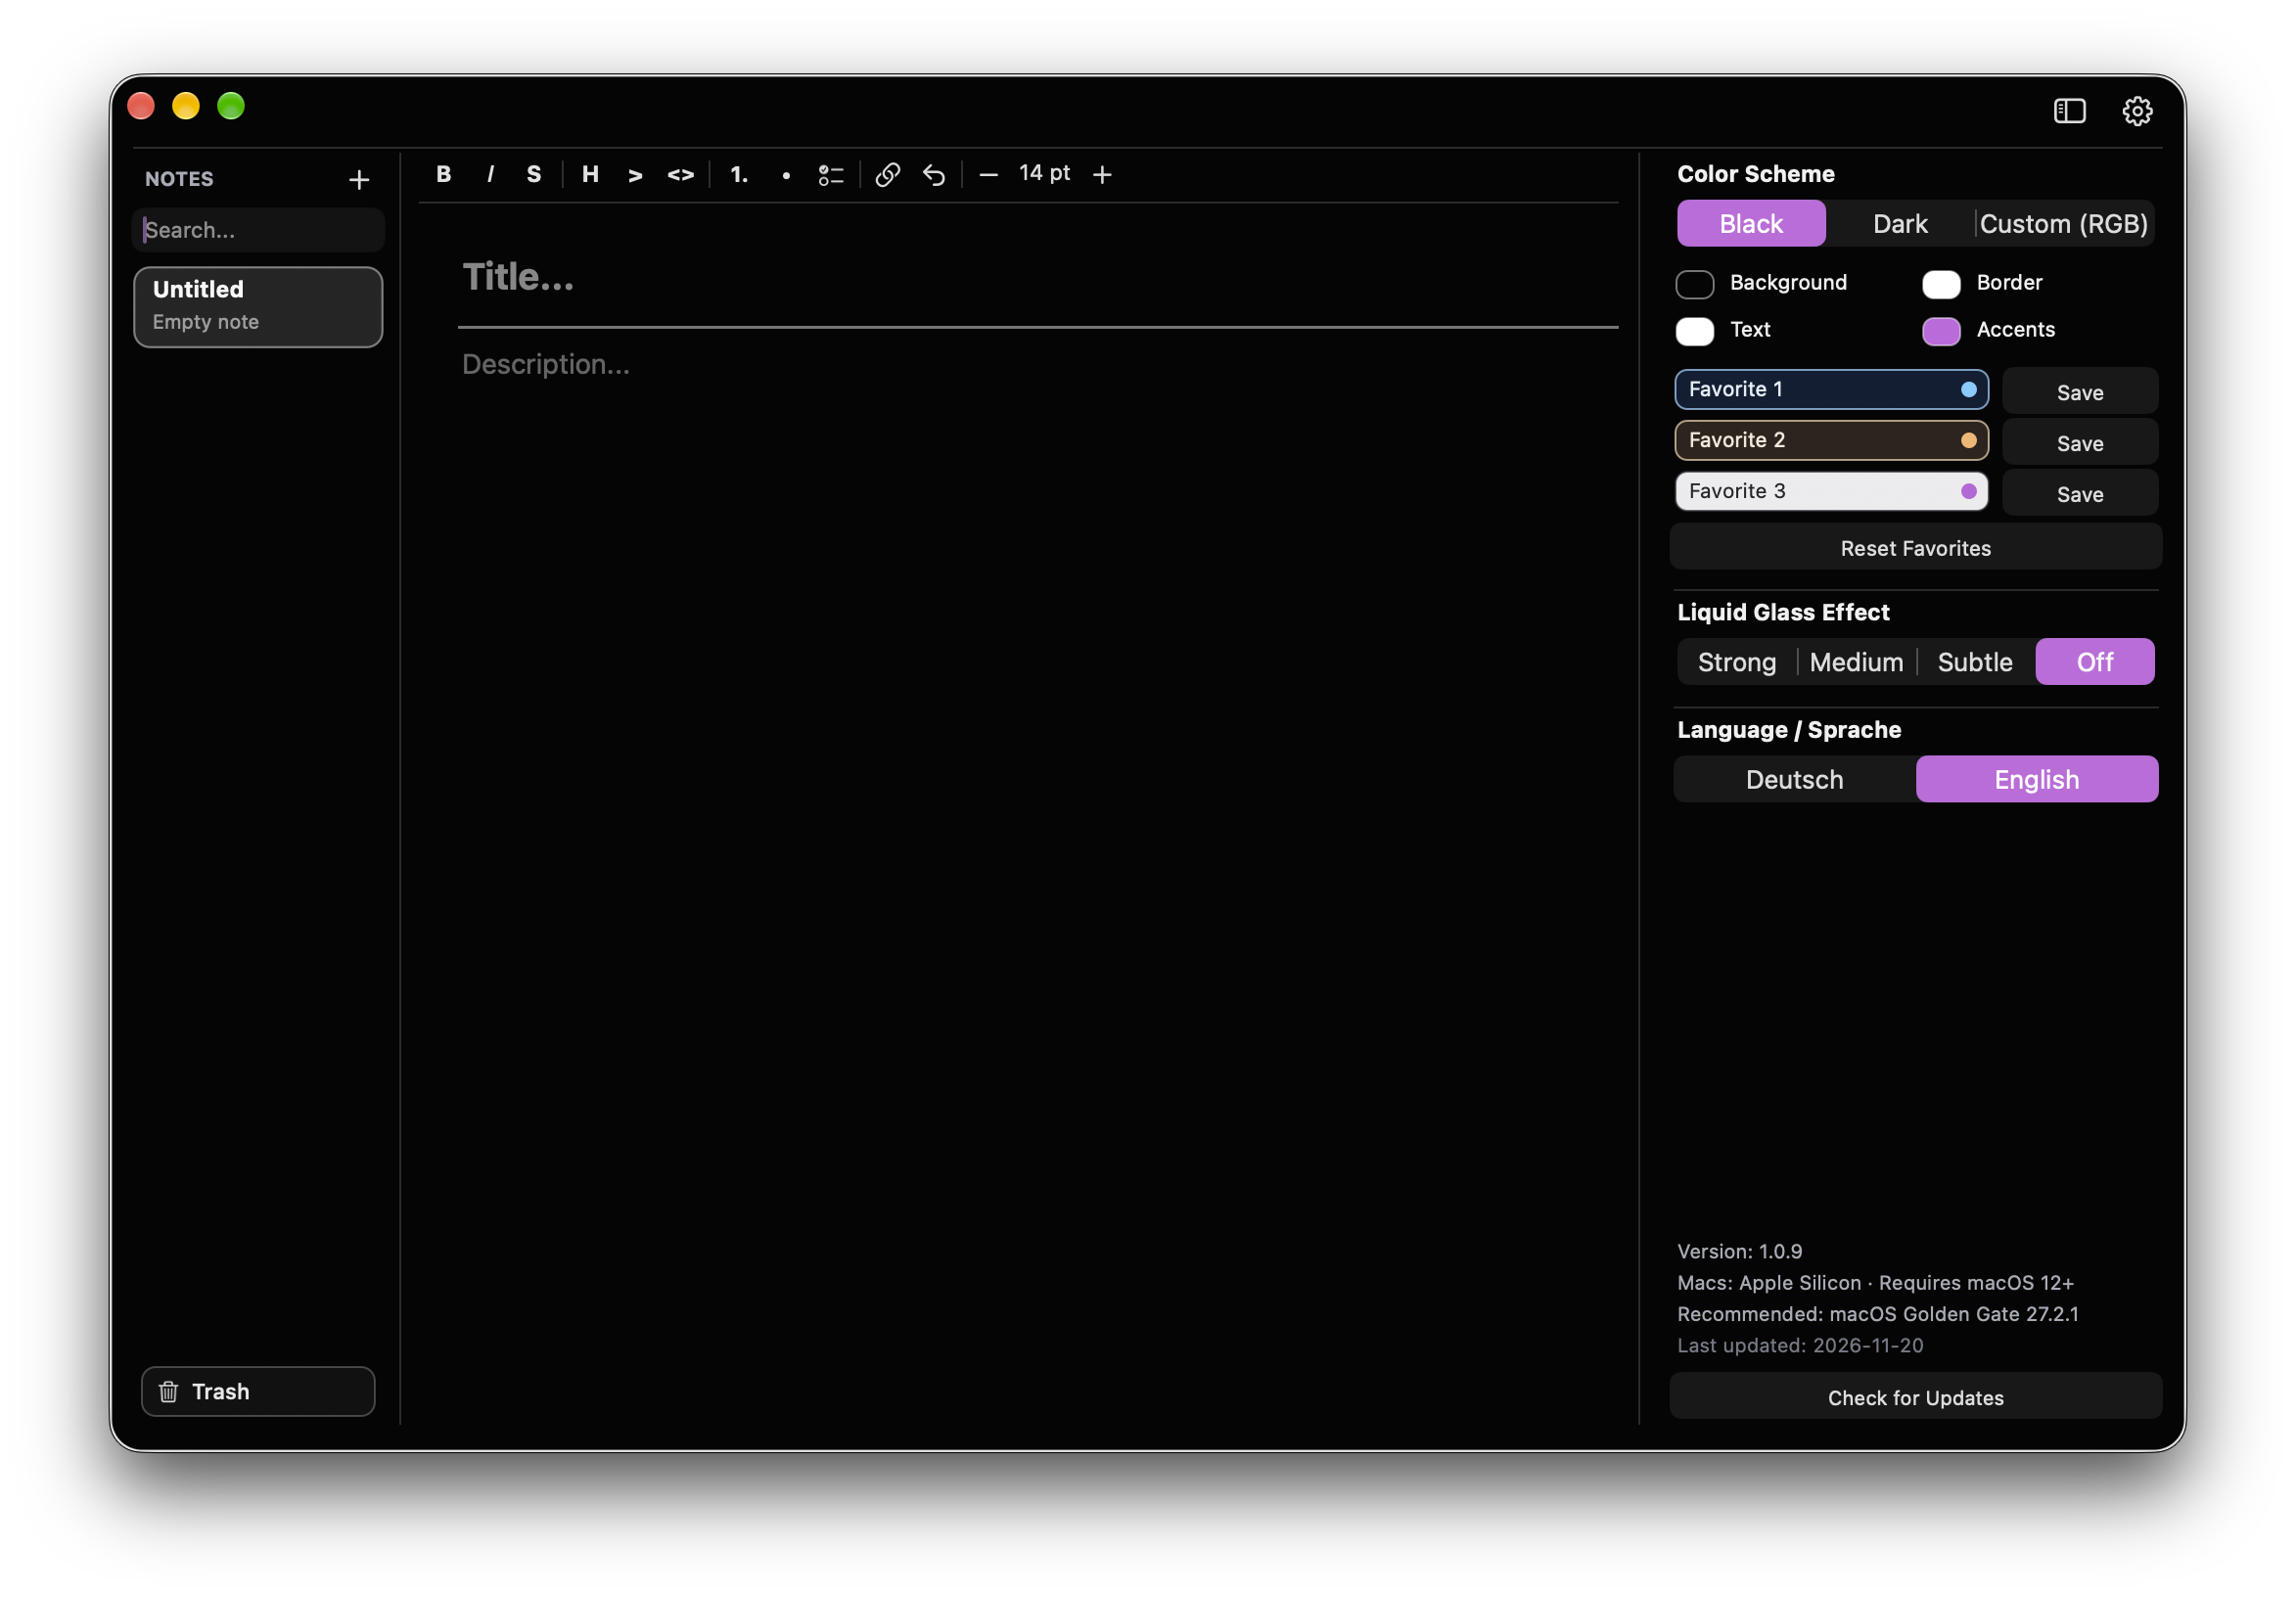 NOTES +
Search...
Untitled
Empty note
Trash
B I S H > <> 1. • − 14 pt +
Title...
Description...
Color Scheme
Black Dark Custom (RGB)
Background Border
Text Accents
Favorite 1 Save
Favorite 2 Save
Favorite 3 Save
Reset Favorites
Liquid Glass Effect
Strong Medium Subtle Off
Language / Sprache
Deutsch English
Version: 1.0.9
Macs: Apple Silicon · Requires macOS 12+
Recommended: macOS Golden Gate 27.2.1
Last updated: 2026-11-20
Check for Updates